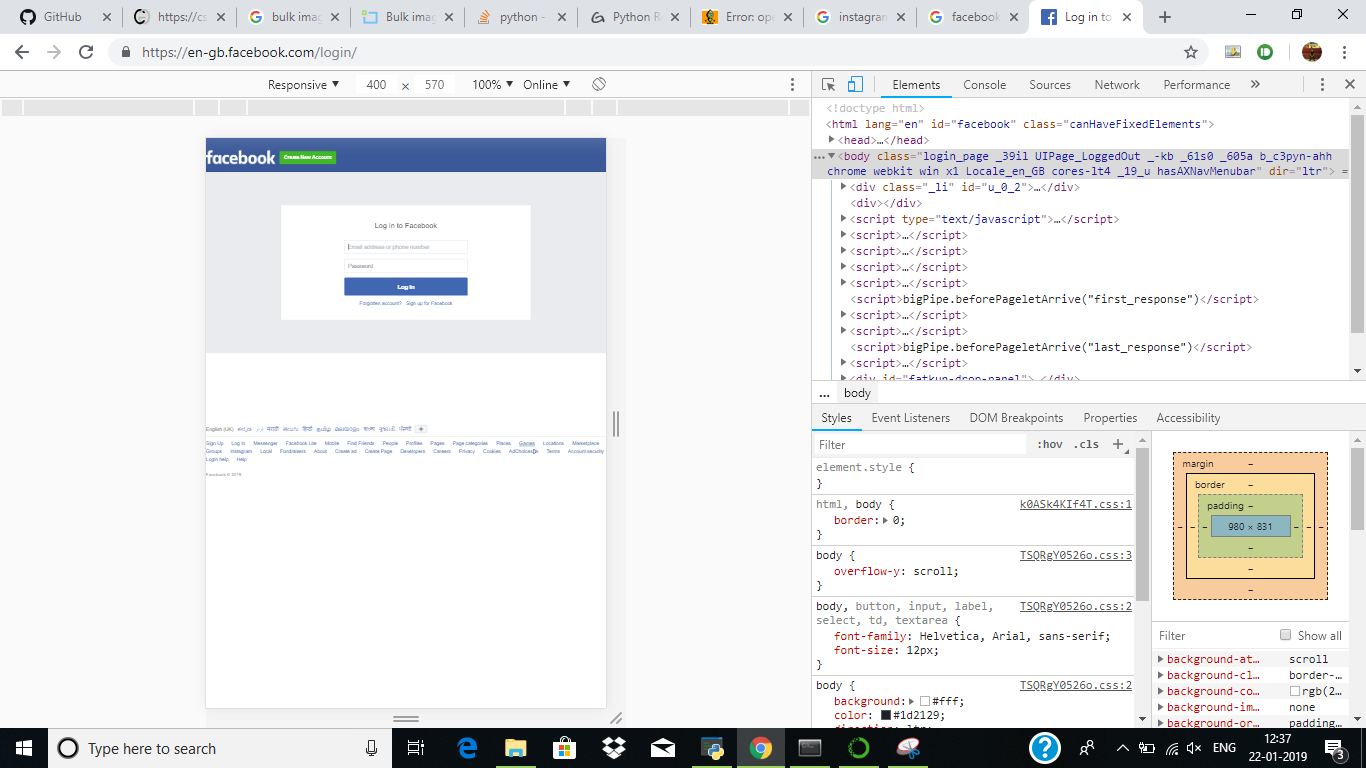 GitHub
https://cs
bulk imag
Bulk imag
python -
Python R
Error: ope
instagran
facebook
Log in to
https://en-gb.facebook.com/login/
Responsive ▼ 400 × 570 100% ▼ Online ▼
Elements Console Sources Network Performance »
<!doctype html>
<html lang="en" id="facebook" class="canHaveFixedElements">
<head>…</head>
<body class="login_page _39il UIPage_LoggedOut _-kb _61s0 _605a b_c3pyn-ahh
chrome webkit win x1 Locale_en_GB cores-lt4 _19_u hasAXNavMenubar" dir="ltr"> =
<div class="_li" id="u_0_2">…</div>
<div></div>
<script type="text/javascript">…</script>
<script>…</script>
<script>…</script>
<script>…</script>
<script>…</script>
<script>bigPipe.beforePageletArrive("first_response")</script>
<script>…</script>
<script>…</script>
<script>bigPipe.beforePageletArrive("last_response")</script>
<script>…</script>
<div id="fatkun-drop-panel">…</div>
... body
Styles Event Listeners DOM Breakpoints Properties Accessibility
Filter :hov .cls +
element.style {
}
html, body { k0ASk4KIf4T.css:1
border: 0;
}
body { TSQRgY0526o.css:3
overflow-y: scroll;
}
body, button, input, label, TSQRgY0526o.css:2
select, td, textarea {
font-family: Helvetica, Arial, sans-serif;
font-size: 12px;
}
body { TSQRgY0526o.css:2
background: #fff;
color: #1d2129;
direction: ltr;
margin –
border –
padding –
980 × 831
Filter Show all
background-at… scroll
background-cl… border-…
background-co… rgb(2…
background-im… none
background-or… padding…
facebook Create New Account
Log in to Facebook
Email address or phone number
Password
Log In
Forgotten account? Sign up for Facebook
English (UK) मराठी हिन्दी தமிழ் বাংলা ਪੰਜਾਬੀ +
Sign Up Log In Messenger Facebook Lite Mobile Find Friends People Profiles Pages Page categories Places Games Locations Marketplace
Groups Instagram Local Fundraisers About Create ad Create Page Developers Careers Privacy Cookies AdChoices Terms Account security
Login help Help
Facebook © 2019
Type here to search
ENG
12:37
22-01-2019
3